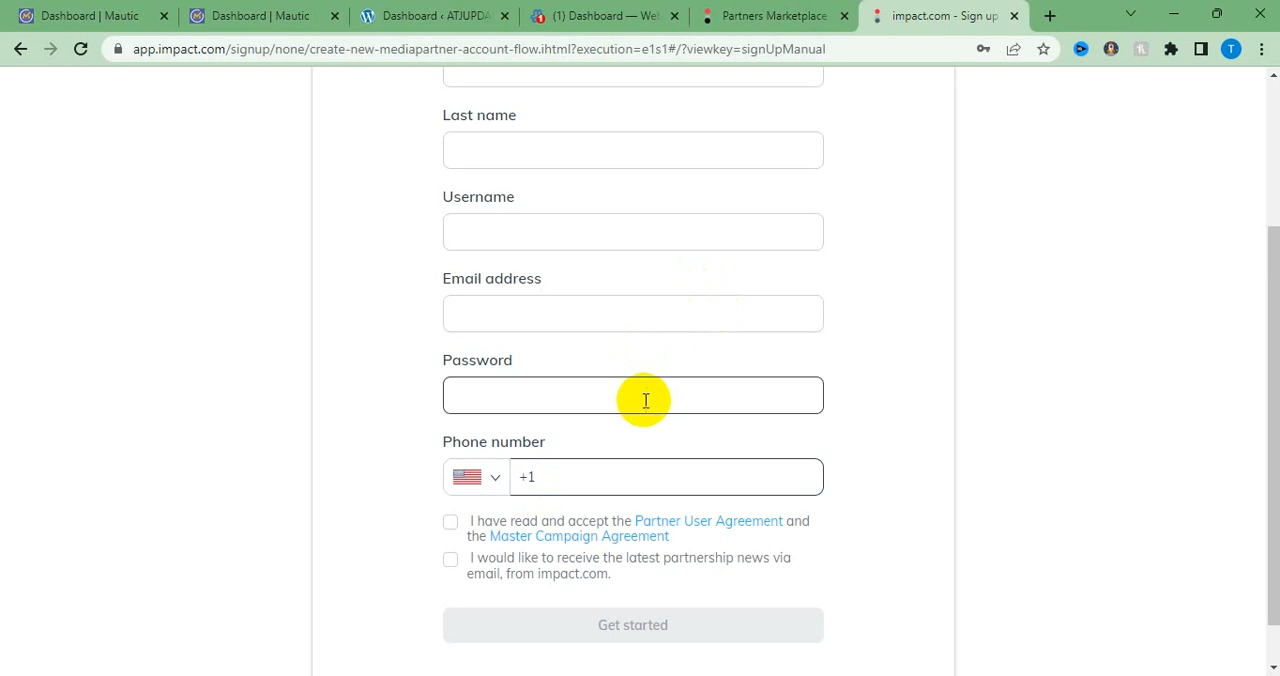 Dashboard | Mautic
Dashboard | Mautic
Dashboard ‹ ATJUPDA
(1) Dashboard — Wel
Partners Marketplace
impact.com - Sign up
app.impact.com/signup/none/create-new-mediapartner-account-flow.ihtml?execution=e1s1#/?viewkey=signUpManual
T
Last name
Username
Email address
Password
Phone number
+1
I have read and accept the Partner User Agreement and
the Master Campaign Agreement
I would like to receive the latest partnership news via
email, from impact.com.
Get started